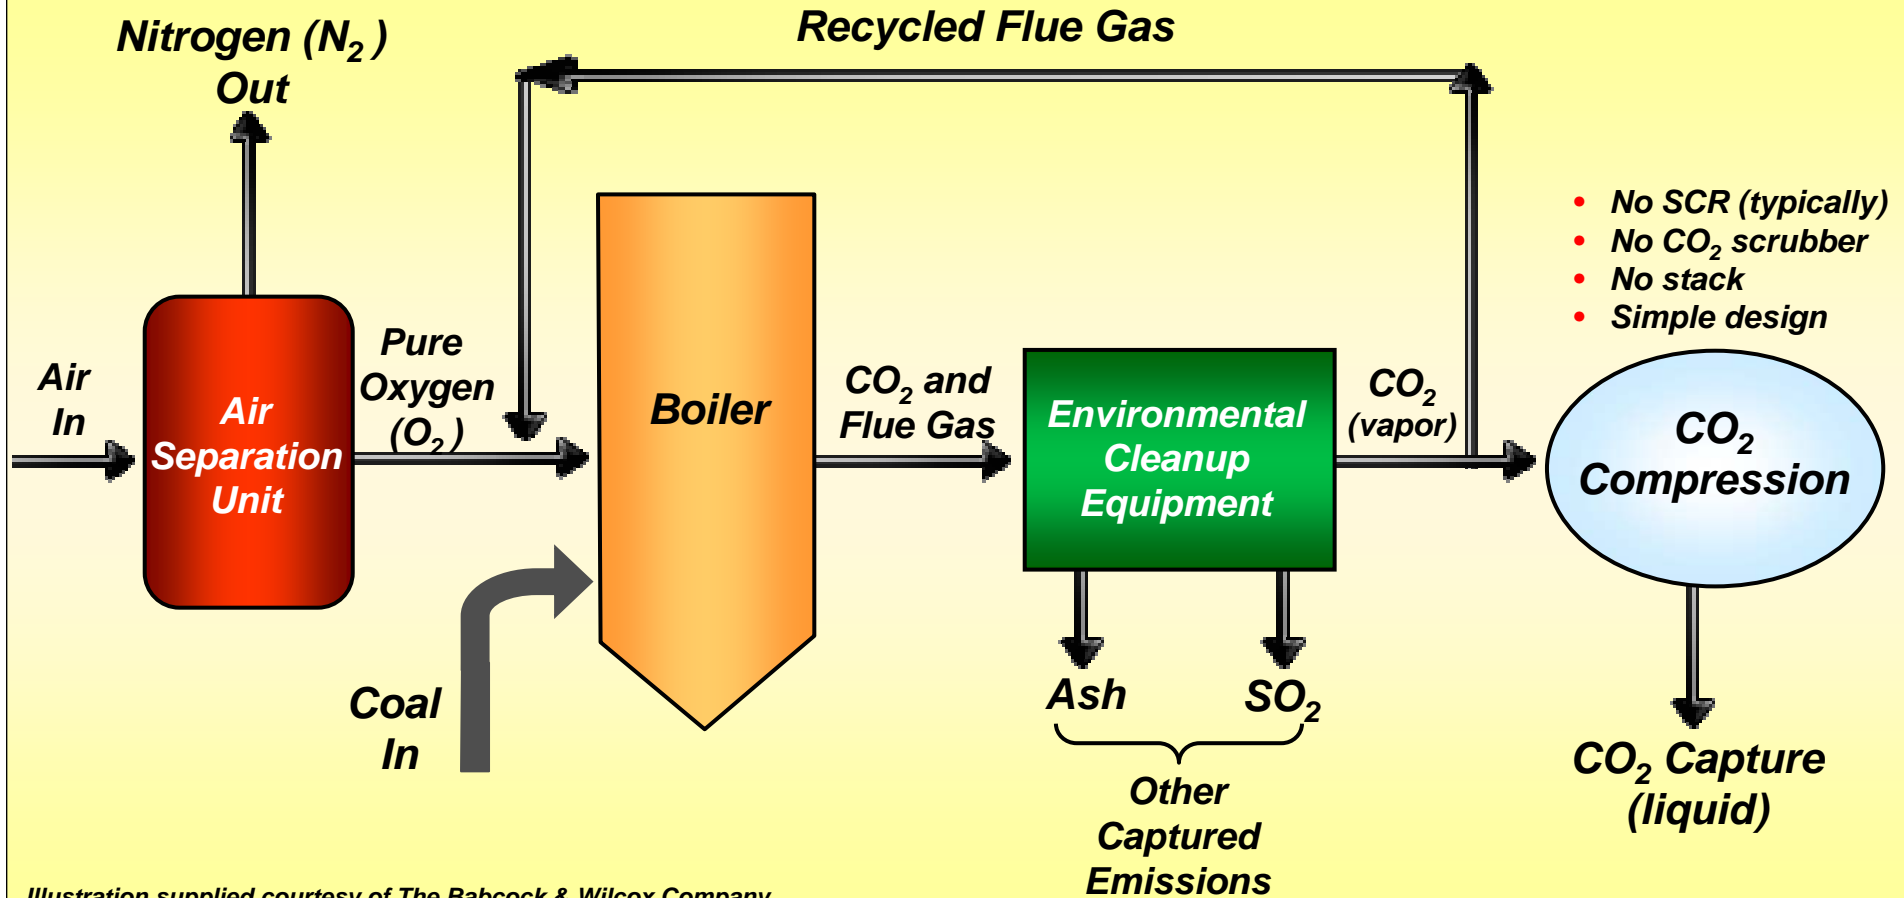 Nitrogen (N₂ )
Out
Recycled Flue Gas
• No SCR (typically)
• No CO₂ scrubber
• No stack
• Simple design
Air
In
Air
Separation
Unit
Pure
Oxygen
(O₂ )
Boiler
Coal
In
CO₂ and
Flue Gas
Environmental
Cleanup
Equipment
CO₂
(vapor)
CO₂
Compression
Ash
SO₂
Other
Captured
Emissions
CO₂ Capture
(liquid)
Illustration supplied courtesy of The Babcock & Wilcox Company